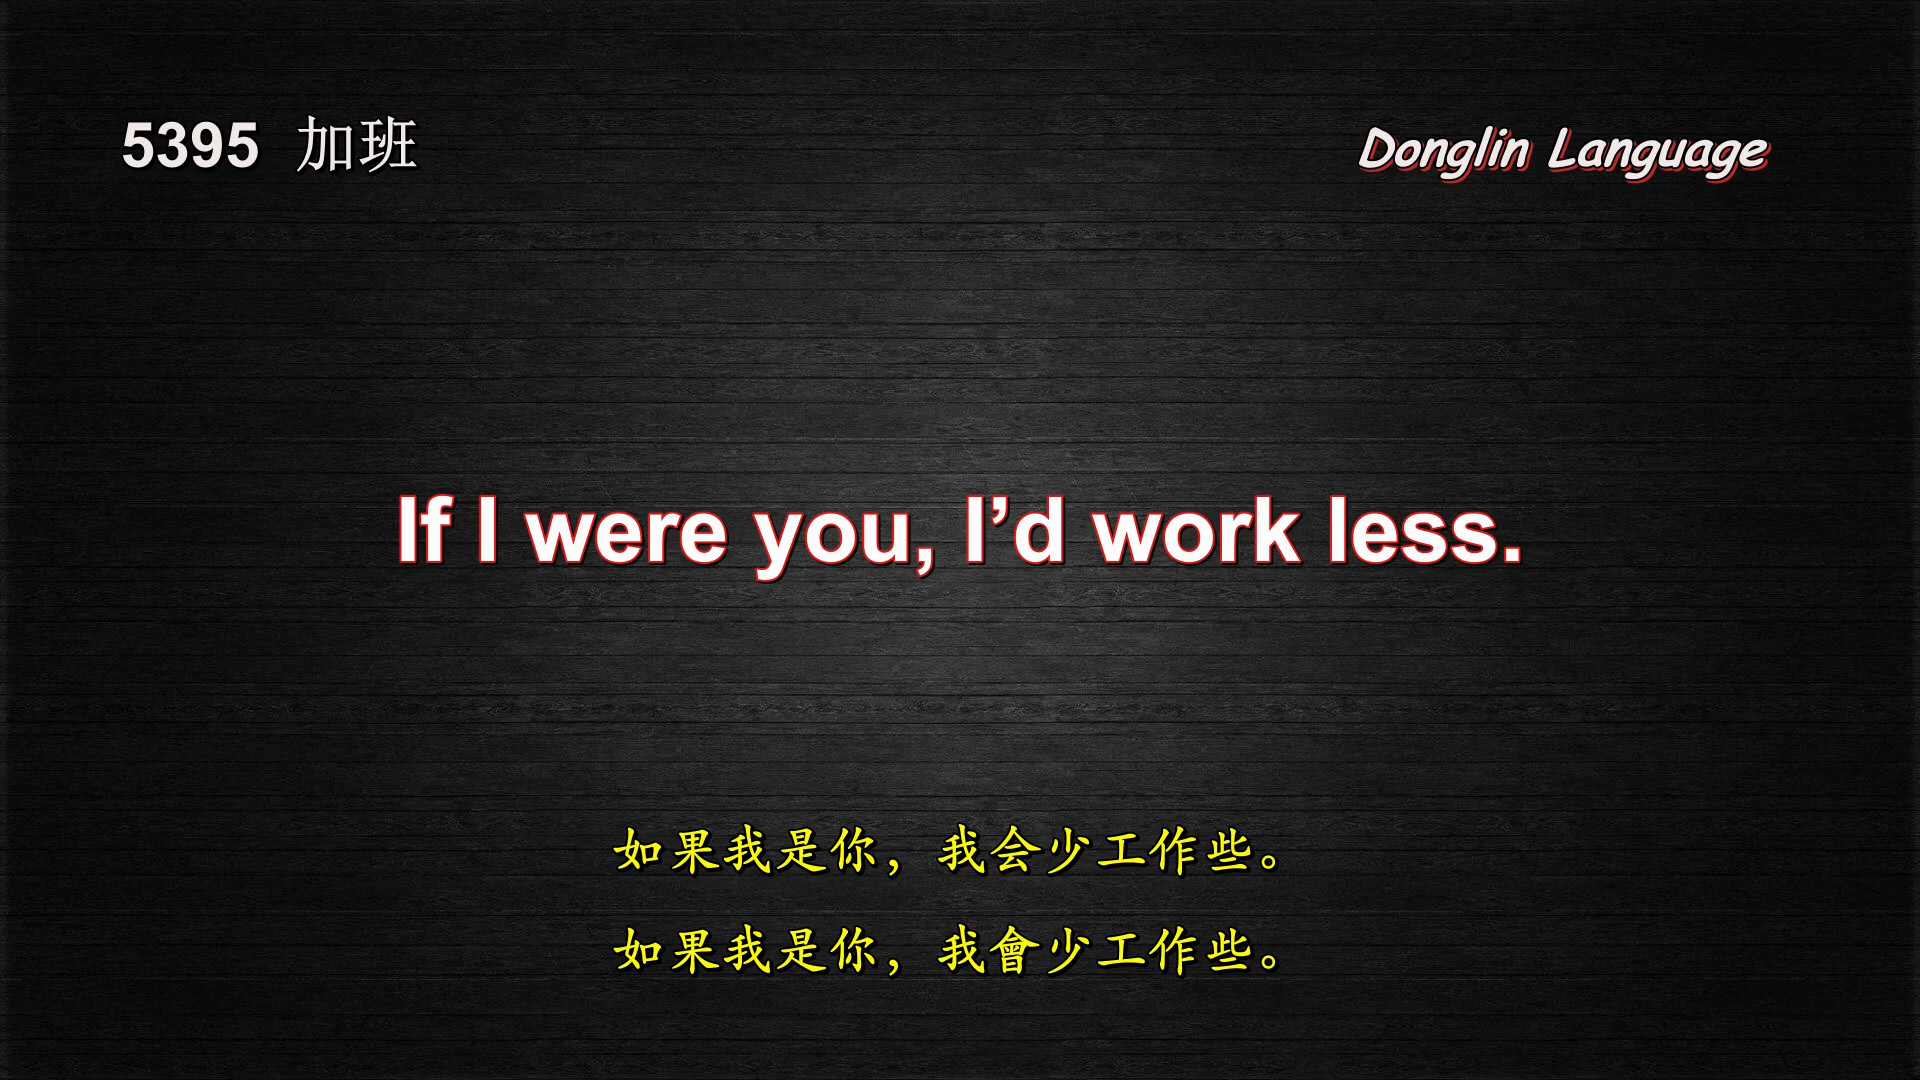 5395 加班
Donglin Language
If I were you, I’d work less.
如果我是你，我会少工作些。
如果我是你，我會少工作些。